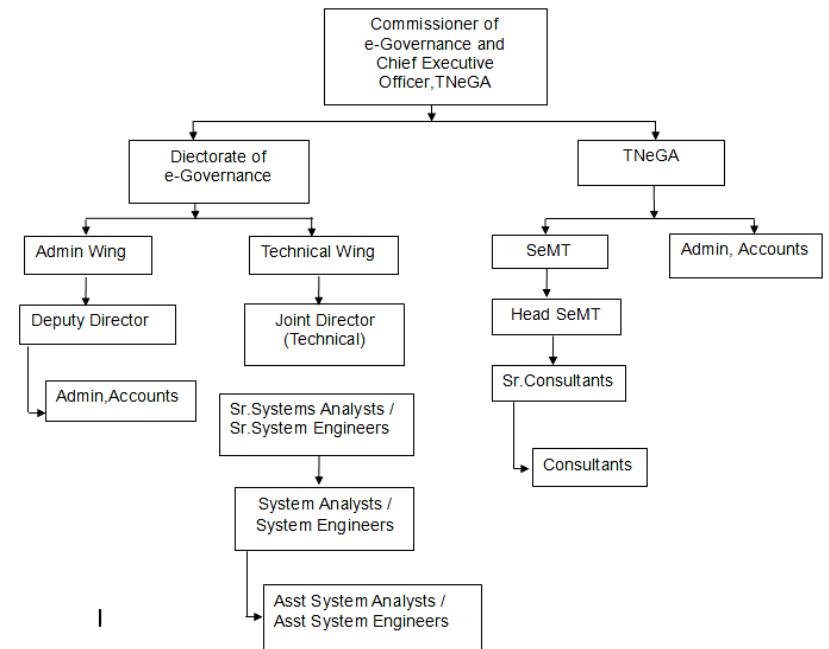 Commissioner of
e-Governance and
Chief Executive
Officer,TNeGA
Diectorate of
e-Governance
TNeGA
Admin Wing
Technical Wing
SeMT
Admin, Accounts
Deputy Director
Joint Director
(Technical)
Head SeMT
Admin,Accounts
Sr.Systems Analysts /
Sr.System Engineers
Sr.Consultants
Consultants
System Analysts /
System Engineers
Asst System Analysts /
Asst System Engineers
I